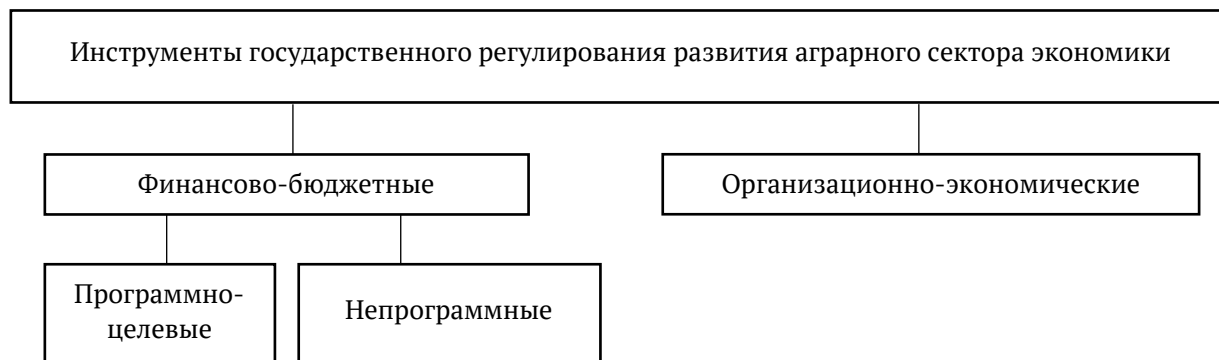 Инструменты государственного регулирования развития аграрного сектора экономики
Финансово-бюджетные
Организационно-экономические
Программно-
целевые
Непрограммные